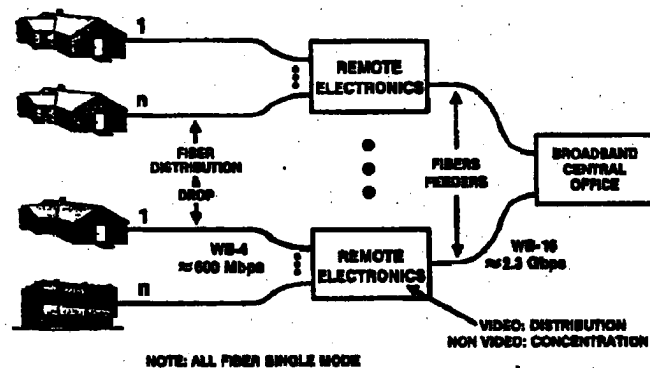 1
n
REMOTE
ELECTRONICS
FIBER
DISTRIBUTION
&
DROP
FIBERS
FEEDERS
BROADBAND
CENTRAL
OFFICE
1
WB-4
≈600 Mbps
n
REMOTE
ELECTRONICS
WB-16
≈2.3 Gbps
VIDEO: DISTRIBUTION
NON VIDEO: CONCENTRATION
NOTE: ALL FIBER SINGLE MODE